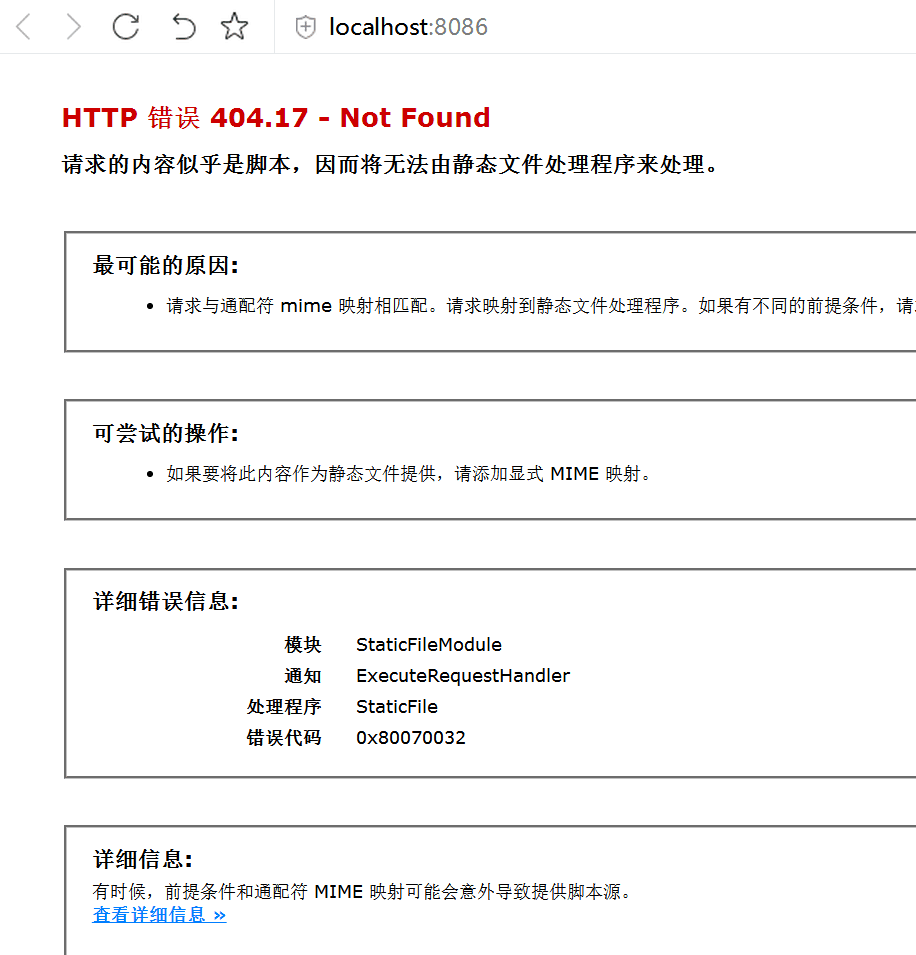 localhost:8086
HTTP 错误 404.17 - Not Found
请求的内容似乎是脚本，因而将无法由静态文件处理程序来处理。
最可能的原因:
• 请求与通配符 mime 映射相匹配。请求映射到静态文件处理程序。如果有不同的前提条件，请
可尝试的操作:
• 如果要将此内容作为静态文件提供，请添加显式 MIME 映射。
详细错误信息:
模块 StaticFileModule
通知 ExecuteRequestHandler
处理程序 StaticFile
错误代码 0x80070032
详细信息:
有时候，前提条件和通配符 MIME 映射可能会意外导致提供脚本源。
查看详细信息 »